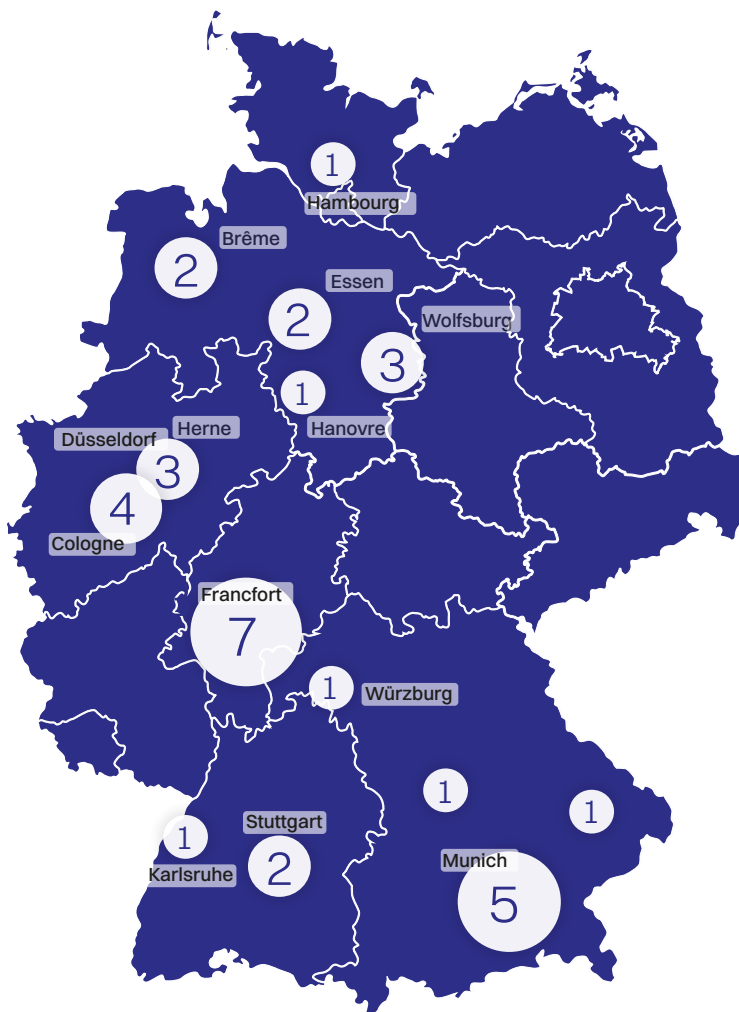 1
Hambourg
Brême
2
Essen
2
Wolfsburg
3
1
Hanovre
Herne
Düsseldorf
3
4
Cologne
Francfort
7
1
Würzburg
1
1
Stuttgart
2
1
Karlsruhe
Munich
5